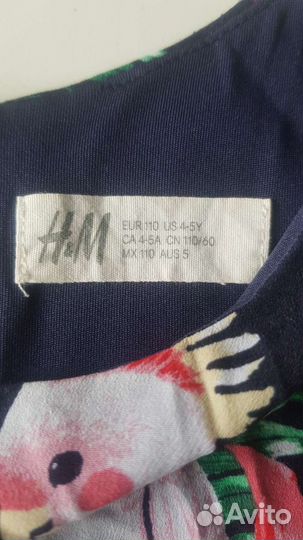 H&M
EUR 110 US 4-5Y
CA 4-5A CN 110/60
MX 110 AUS 5
Avito